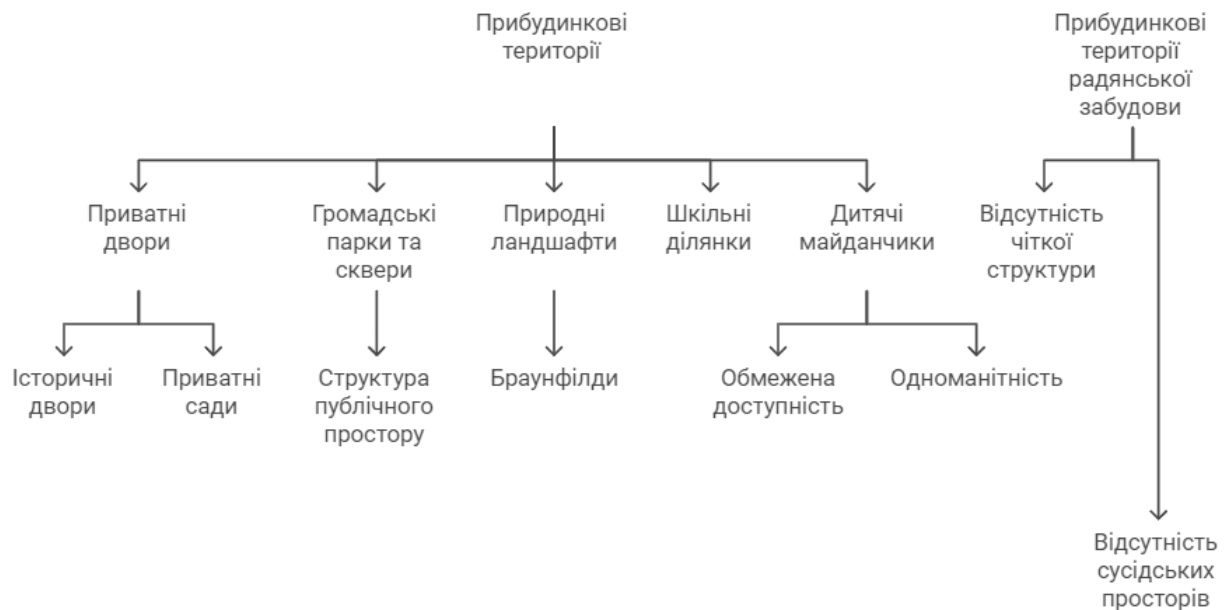 Прибудинкові
території
Прибудинкові
території
радянської
забудови
Приватні
двори
Громадські
парки та
сквери
Природні
ландшафти
Шкільні
ділянки
Дитячі
майданчики
Відсутність
чіткої
структури
Історичні
двори
Приватні
сади
Структура
публічного
простору
Браунфілди
Обмежена
доступність
Одноманітність
Відсутність
сусідських
просторів